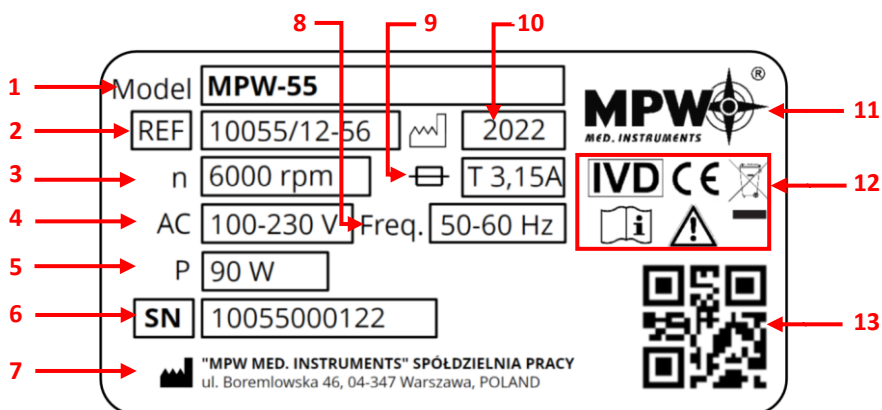 8 9 10
1 Model MPW-55 MPW ® 11
MED. INSTRUMENTS
2 REF 10055/12-56 2022
3 n 6000 rpm T 3,15A IVD CE 12
4 AC 100-230 V Freq. 50-60 Hz i !
5 P 90 W
6 SN 10055000122 13
7 "MPW MED. INSTRUMENTS" SPÓŁDZIELNIA PRACY
ul. Boremlowska 46, 04-347 Warszawa, POLAND